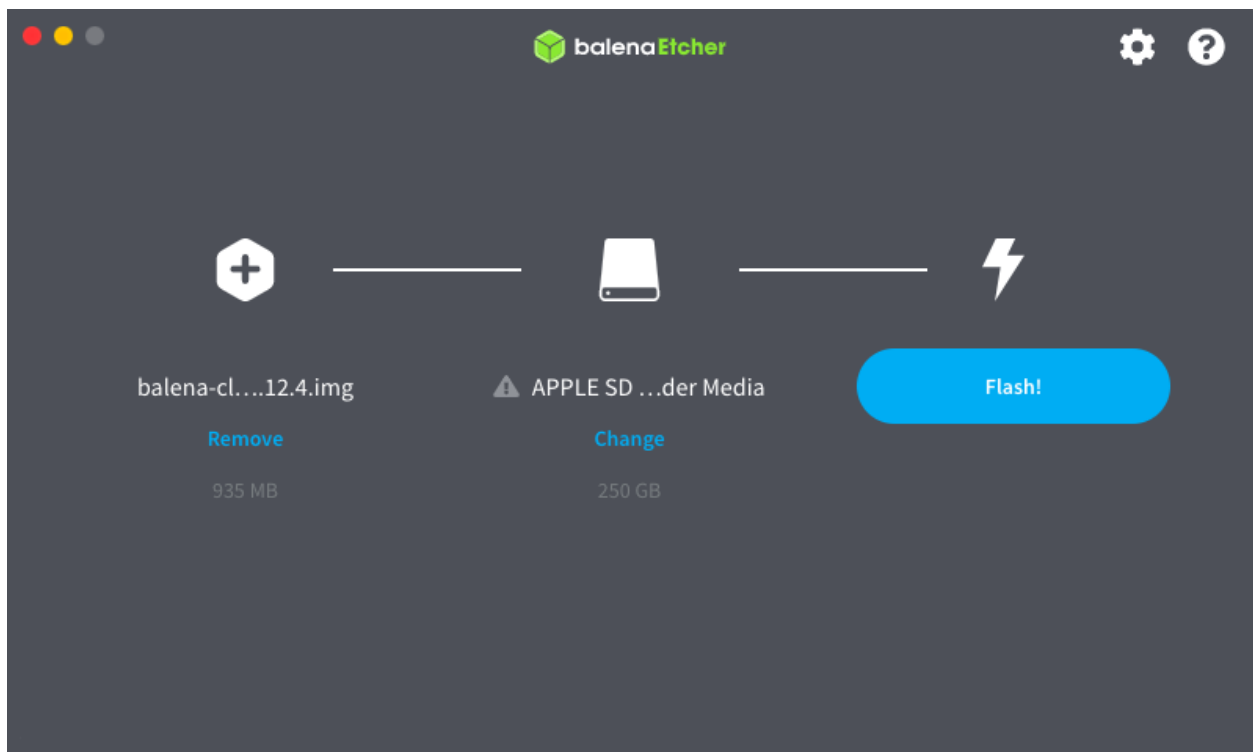 balenaEtcher
balena-cl….12.4.img
APPLE SD …der Media
Flash!
Remove
Change
935 MB
250 GB